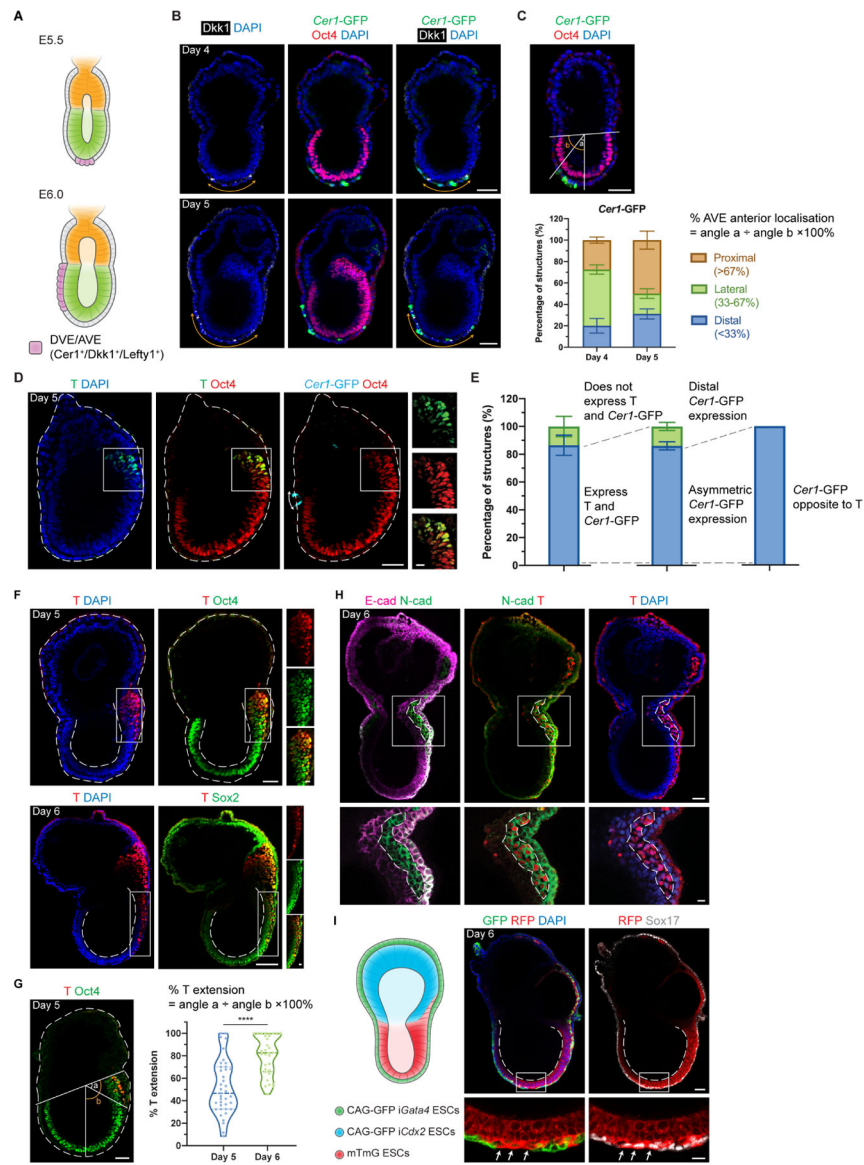 A
E5.5
E6.0
DVE/AVE
(Cer1⁺/Dkk1⁺/Lefty1⁺)
B
Dkk1 DAPI
Cer1-GFP
Oct4 DAPI
Cer1-GFP
Dkk1 DAPI
Day 4
Day 5
C
Cer1-GFP
Oct4 DAPI
b
a
Cer1-GFP
Percentage of structures (%)
100
80
60
40
20
0
Day 4
Day 5
% AVE anterior localisation
= angle a ÷ angle b ×100%
Proximal
(>67%)
Lateral
(33-67%)
Distal
(<33%)
D
T DAPI
T Oct4
Cer1-GFP Oct4
Day 5
E
Percentage of structures (%)
100
80
60
40
20
0
Does not
express T
and Cer1-GFP
Distal
Cer1-GFP
expression
Express
T and
Cer1-GFP
Asymmetric
Cer1-GFP
expression
Cer1-GFP
opposite to T
F
T DAPI
T Oct4
Day 5
T DAPI
T Sox2
Day 6
G
T Oct4
Day 5
a
b
% T extension
= angle a ÷ angle b ×100%
% T extension
100
80
60
40
20
0
****
Day 5
Day 6
H
E-cad N-cad
N-cad T
T DAPI
Day 6
I
GFP RFP DAPI
RFP Sox17
Day 6
CAG-GFP iGata4 ESCs
CAG-GFP iCdx2 ESCs
mTmG ESCs